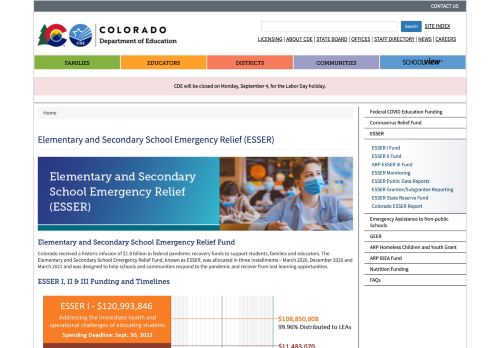 CONTACT US
COLORADO
Department of Education
CDE
Search
SITE INDEX
LICENSING | ABOUT CDE | STATE BOARD | OFFICES | STAFF DIRECTORY | NEWS | CAREERS
FAMILIES
EDUCATORS
DISTRICTS
COMMUNITIES
SCHOOLVIEW
CDE will be closed on Monday, September 4, for the Labor Day holiday.
Home
Elementary and Secondary School Emergency Relief (ESSER)
Elementary and Secondary
School Emergency Relief
(ESSER)
Elementary and Secondary School Emergency Relief Fund
Colorado received a historic infusion of $1.8 billion in federal pandemic recovery funds to support students, families and educators. The
Elementary and Secondary School Emergency Relief Fund, known as ESSER, was allocated in three installments – March 2020, December 2020 and
March 2021 and was designed to help schools and communities respond to the pandemic and recover from lost learning opportunities.
ESSER I, II & III Funding and Timelines
ESSER I - $120,993,846
Addressing the immediate health and
operational challenges of educating students
Spending Deadline: Sept. 30, 2022
$108,850,808
99.96% Distributed to LEAs
$11,483,070
Federal COVID Education Funding
Coronavirus Relief Fund
ESSER
ESSER I Fund
ESSER II Fund
ARP ESSER III Fund
ESSER Monitoring
ESSER Public Data Reports
ESSER Grantee/Subgrantee Reporting
ESSER State Reserve Fund
Colorado ESSER Report
Emergency Assistance to Non-public
Schools
GEER
ARP Homeless Children and Youth Grant
ARP IDEA Fund
Nutrition Funding
FAQs